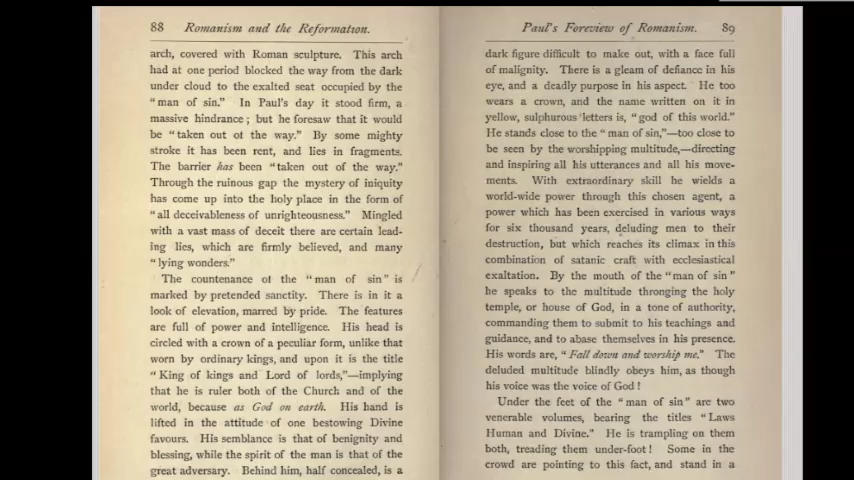 88 Romanism and the Reformation.
arch, covered with Roman sculpture. This arch
had at one period blocked the way from the dark
under cloud to the exalted seat occupied by the
"man of sin." In Paul's day it stood firm, a
massive hindrance; but he foresaw that it would
be "taken out of the way." By some mighty
stroke it has been rent, and lies in fragments.
The barrier has been "taken out of the way."
Through the ruinous gap the mystery of iniquity
has come up into the holy place in the form of
"all deceivableness of unrighteousness." Mingled
with a vast mass of deceit there are certain lead-
ing lies, which are firmly believed, and many
"lying wonders."
The countenance of the "man of sin" is
marked by pretended sanctity. There is in it a
look of elevation, marred by pride. The features
are full of power and intelligence. His head is
circled with a crown of a peculiar form, unlike that
worn by ordinary kings, and upon it is the title
"King of kings and Lord of lords,"—implying
that he is ruler both of the Church and of the
world, because as God on earth. His hand is
lifted in the attitude of one bestowing Divine
favours. His semblance is that of benignity and
blessing, while the spirit of the man is that of the
great adversary. Behind him, half concealed, is a
Paul's Foreview of Romanism. 89
dark figure difficult to make out, with a face full
of malignity. There is a gleam of defiance in his
eye, and a deadly purpose in his aspect. He too
wears a crown, and the name written on it in
yellow, sulphurous letters is, "god of this world."
He stands close to the "man of sin,"—too close to
be seen by the worshipping multitude,—directing
and inspiring all his utterances and all his move-
ments. With extraordinary skill he wields a
world-wide power through this chosen agent, a
power which has been exercised in various ways
for six thousand years, deluding men to their
destruction, but which reaches its climax in this
combination of satanic craft with ecclesiastical
exaltation. By the mouth of the "man of sin"
he speaks to the multitude thronging the holy
temple, or house of God, in a tone of authority,
commanding them to submit to his teachings and
guidance, and to abase themselves in his presence.
His words are, "Fall down and worship me." The
deluded multitude blindly obeys him, as though
his voice was the voice of God!
Under the feet of the "man of sin" are two
venerable volumes, bearing the titles "Laws
Human and Divine." He is trampling on them
both, treading them under-foot! Some in the
crowd are pointing to this fact, and stand in a